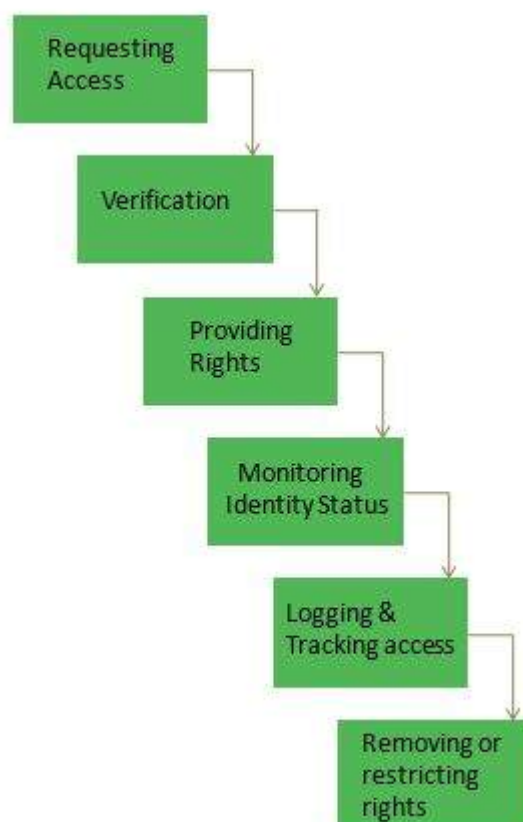 Requesting
Access
Verification
Providing
Rights
Monitoring
Identity Status
Logging &
Tracking access
Removing or
restricting
rights